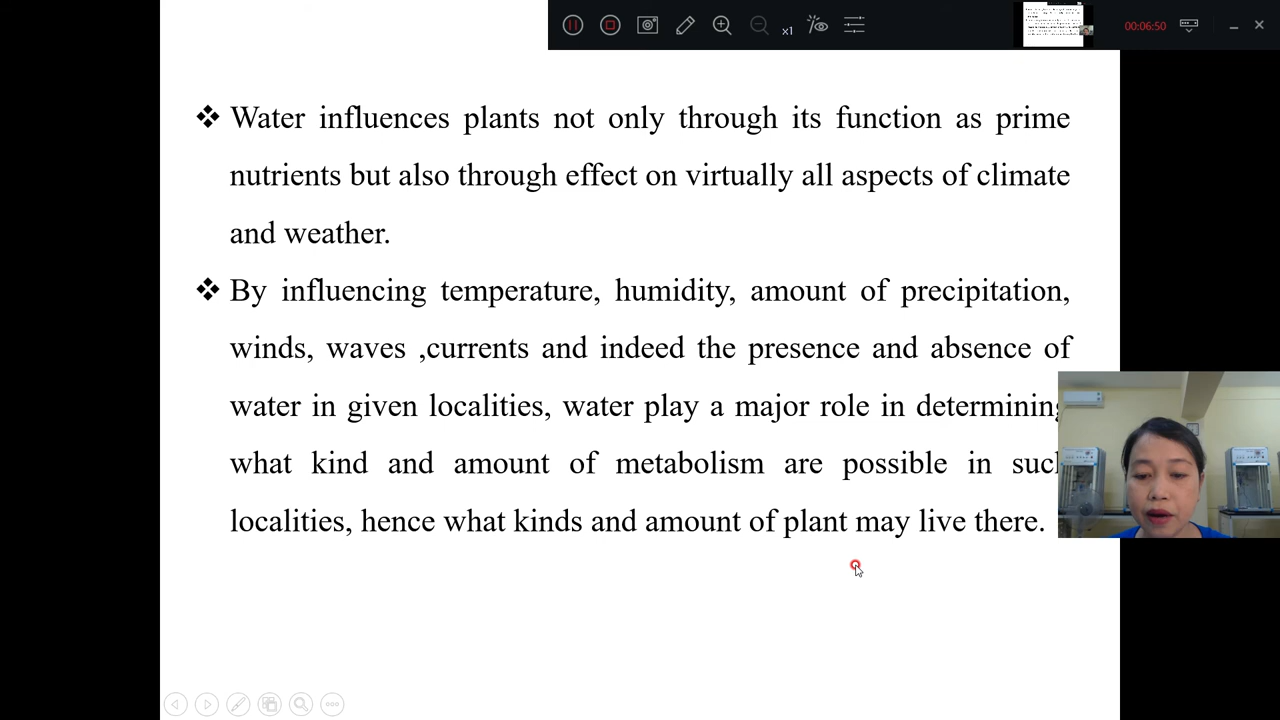 x1
00:06:50
❖ Water influences plants not only through its function as prime
nutrients but also through effect on virtually all aspects of climate
and weather.
❖ By influencing temperature, humidity, amount of precipitation,
winds, waves ,currents and indeed the presence and absence of
water in given localities, water play a major role in determining
what kind and amount of metabolism are possible in such
localities, hence what kinds and amount of plant may live there.